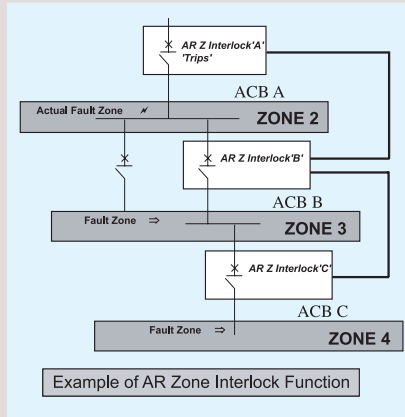 AR Z Interlock'A'
'Trips'
ACB A
Actual Fault Zone
ZONE 2
AR Z Interlock'B'
ACB B
Fault Zone ⇒
ZONE 3
AR Z Interlock'C'
ACB C
Fault Zone ⇒
ZONE 4
Example of AR Zone Interlock Function